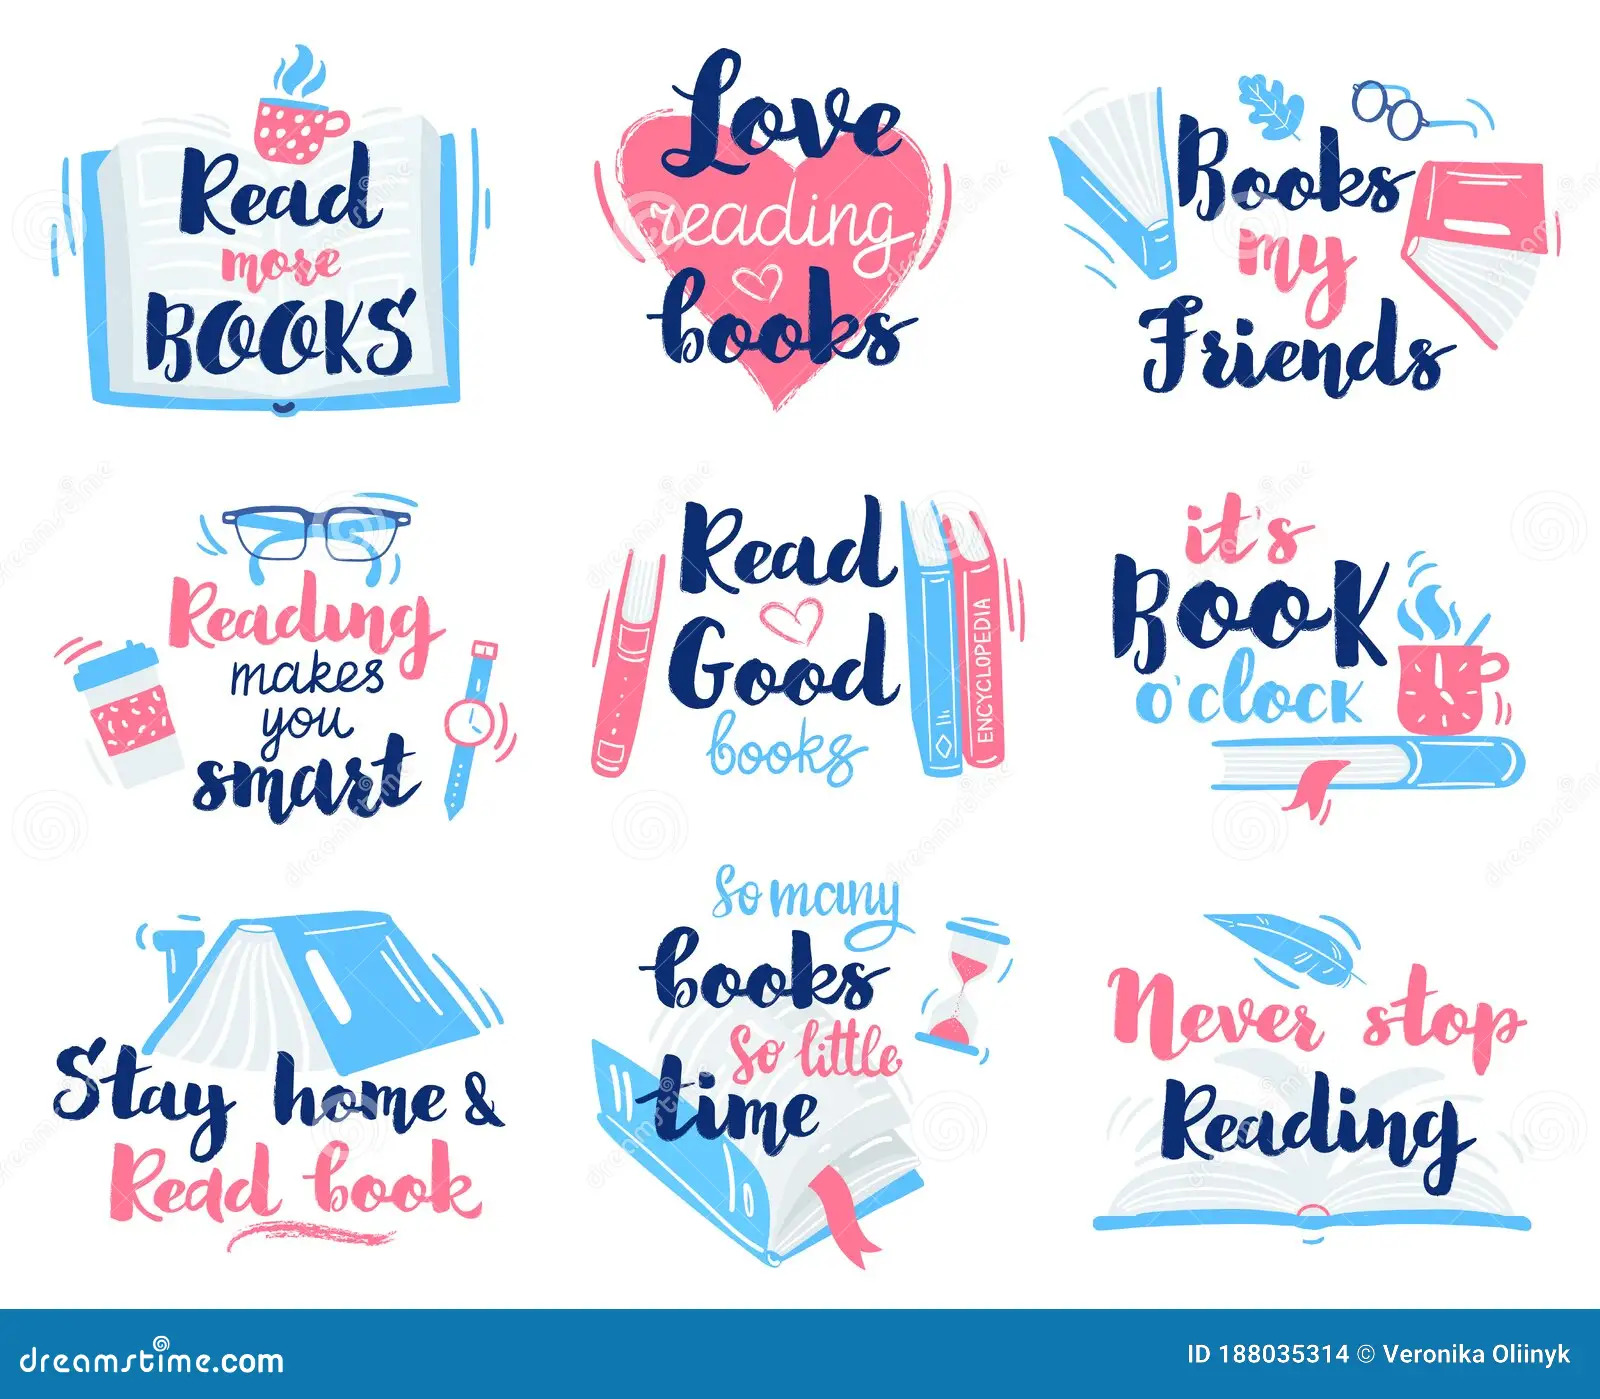 Read
more
BOOKS
Love
reading
books
Books
my
Friends
Reading
makes
you
smart
Read
Good
books
ENCYCLOPEDIA
it's
BOOK
o'clock
Stay home &
Read book
So many
books
So little
time
Never stop
Reading
dreamstime.com
ID 188035314 © Veronika Oliinyk